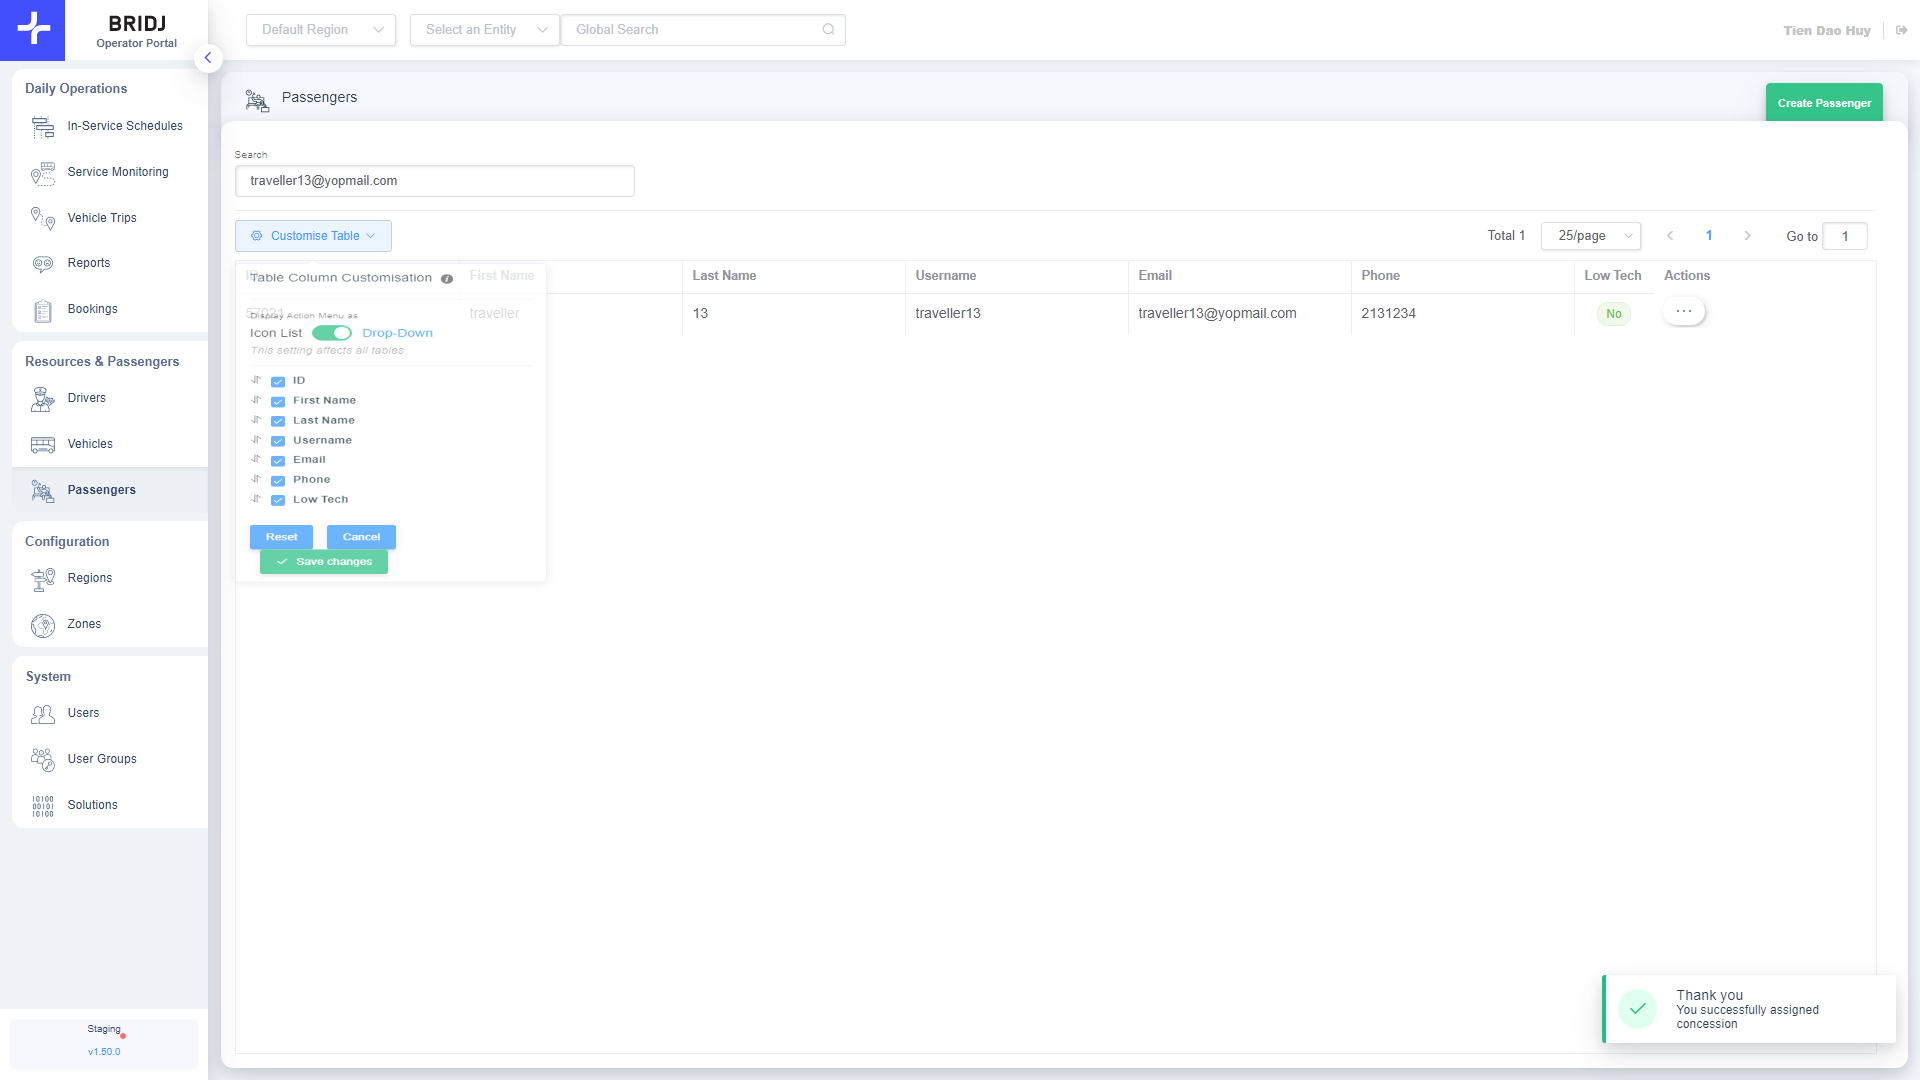 BRIDJ
Operator Portal
Default Region
Select an Entity
Global Search
Tien Dao Huy
Daily Operations
In-Service Schedules
Service Monitoring
Vehicle Trips
Reports
Bookings
Resources & Passengers
Drivers
Vehicles
Passengers
Configuration
Regions
Zones
System
Users
User Groups
Solutions
Staging
v1.50.0
Passengers
Create Passenger
Search
traveller13@yopmail.com
Customise Table
Total 1
25/page
1
Go to
1
First Name
Last Name
Username
Email
Phone
Low Tech
Actions
traveller
13
traveller13
traveller13@yopmail.com
2131234
No
Table Column Customisation
Display Action Menu as
Icon List
Drop-Down
This setting affects all tables.
ID
First Name
Last Name
Username
Email
Phone
Low Tech
Reset
Cancel
Save changes
Thank you
You successfully assigned
concession